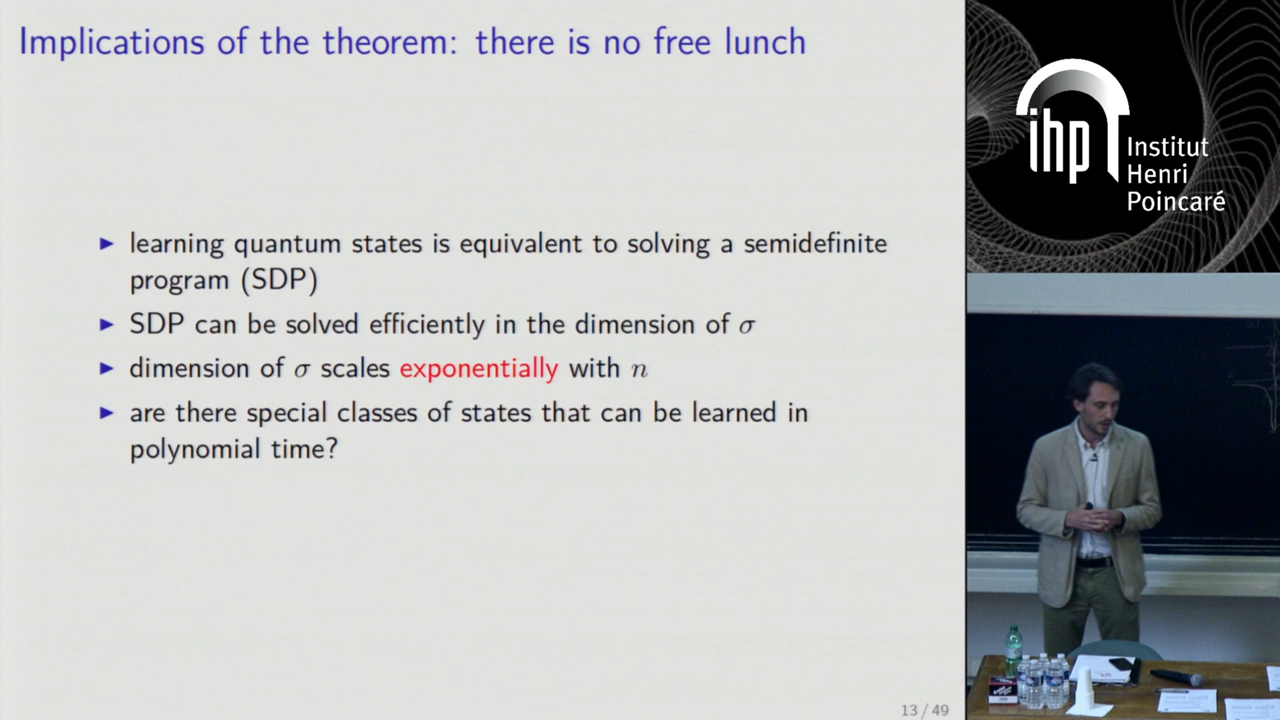 Implications of the theorem: there is no free lunch
▶ learning quantum states is equivalent to solving a semidefinite
program (SDP)
▶ SDP can be solved efficiently in the dimension of σ
▶ dimension of σ scales exponentially with n
▶ are there special classes of states that can be learned in
polynomial time?
13 / 49
ihp
Institut
Henri
Poincaré